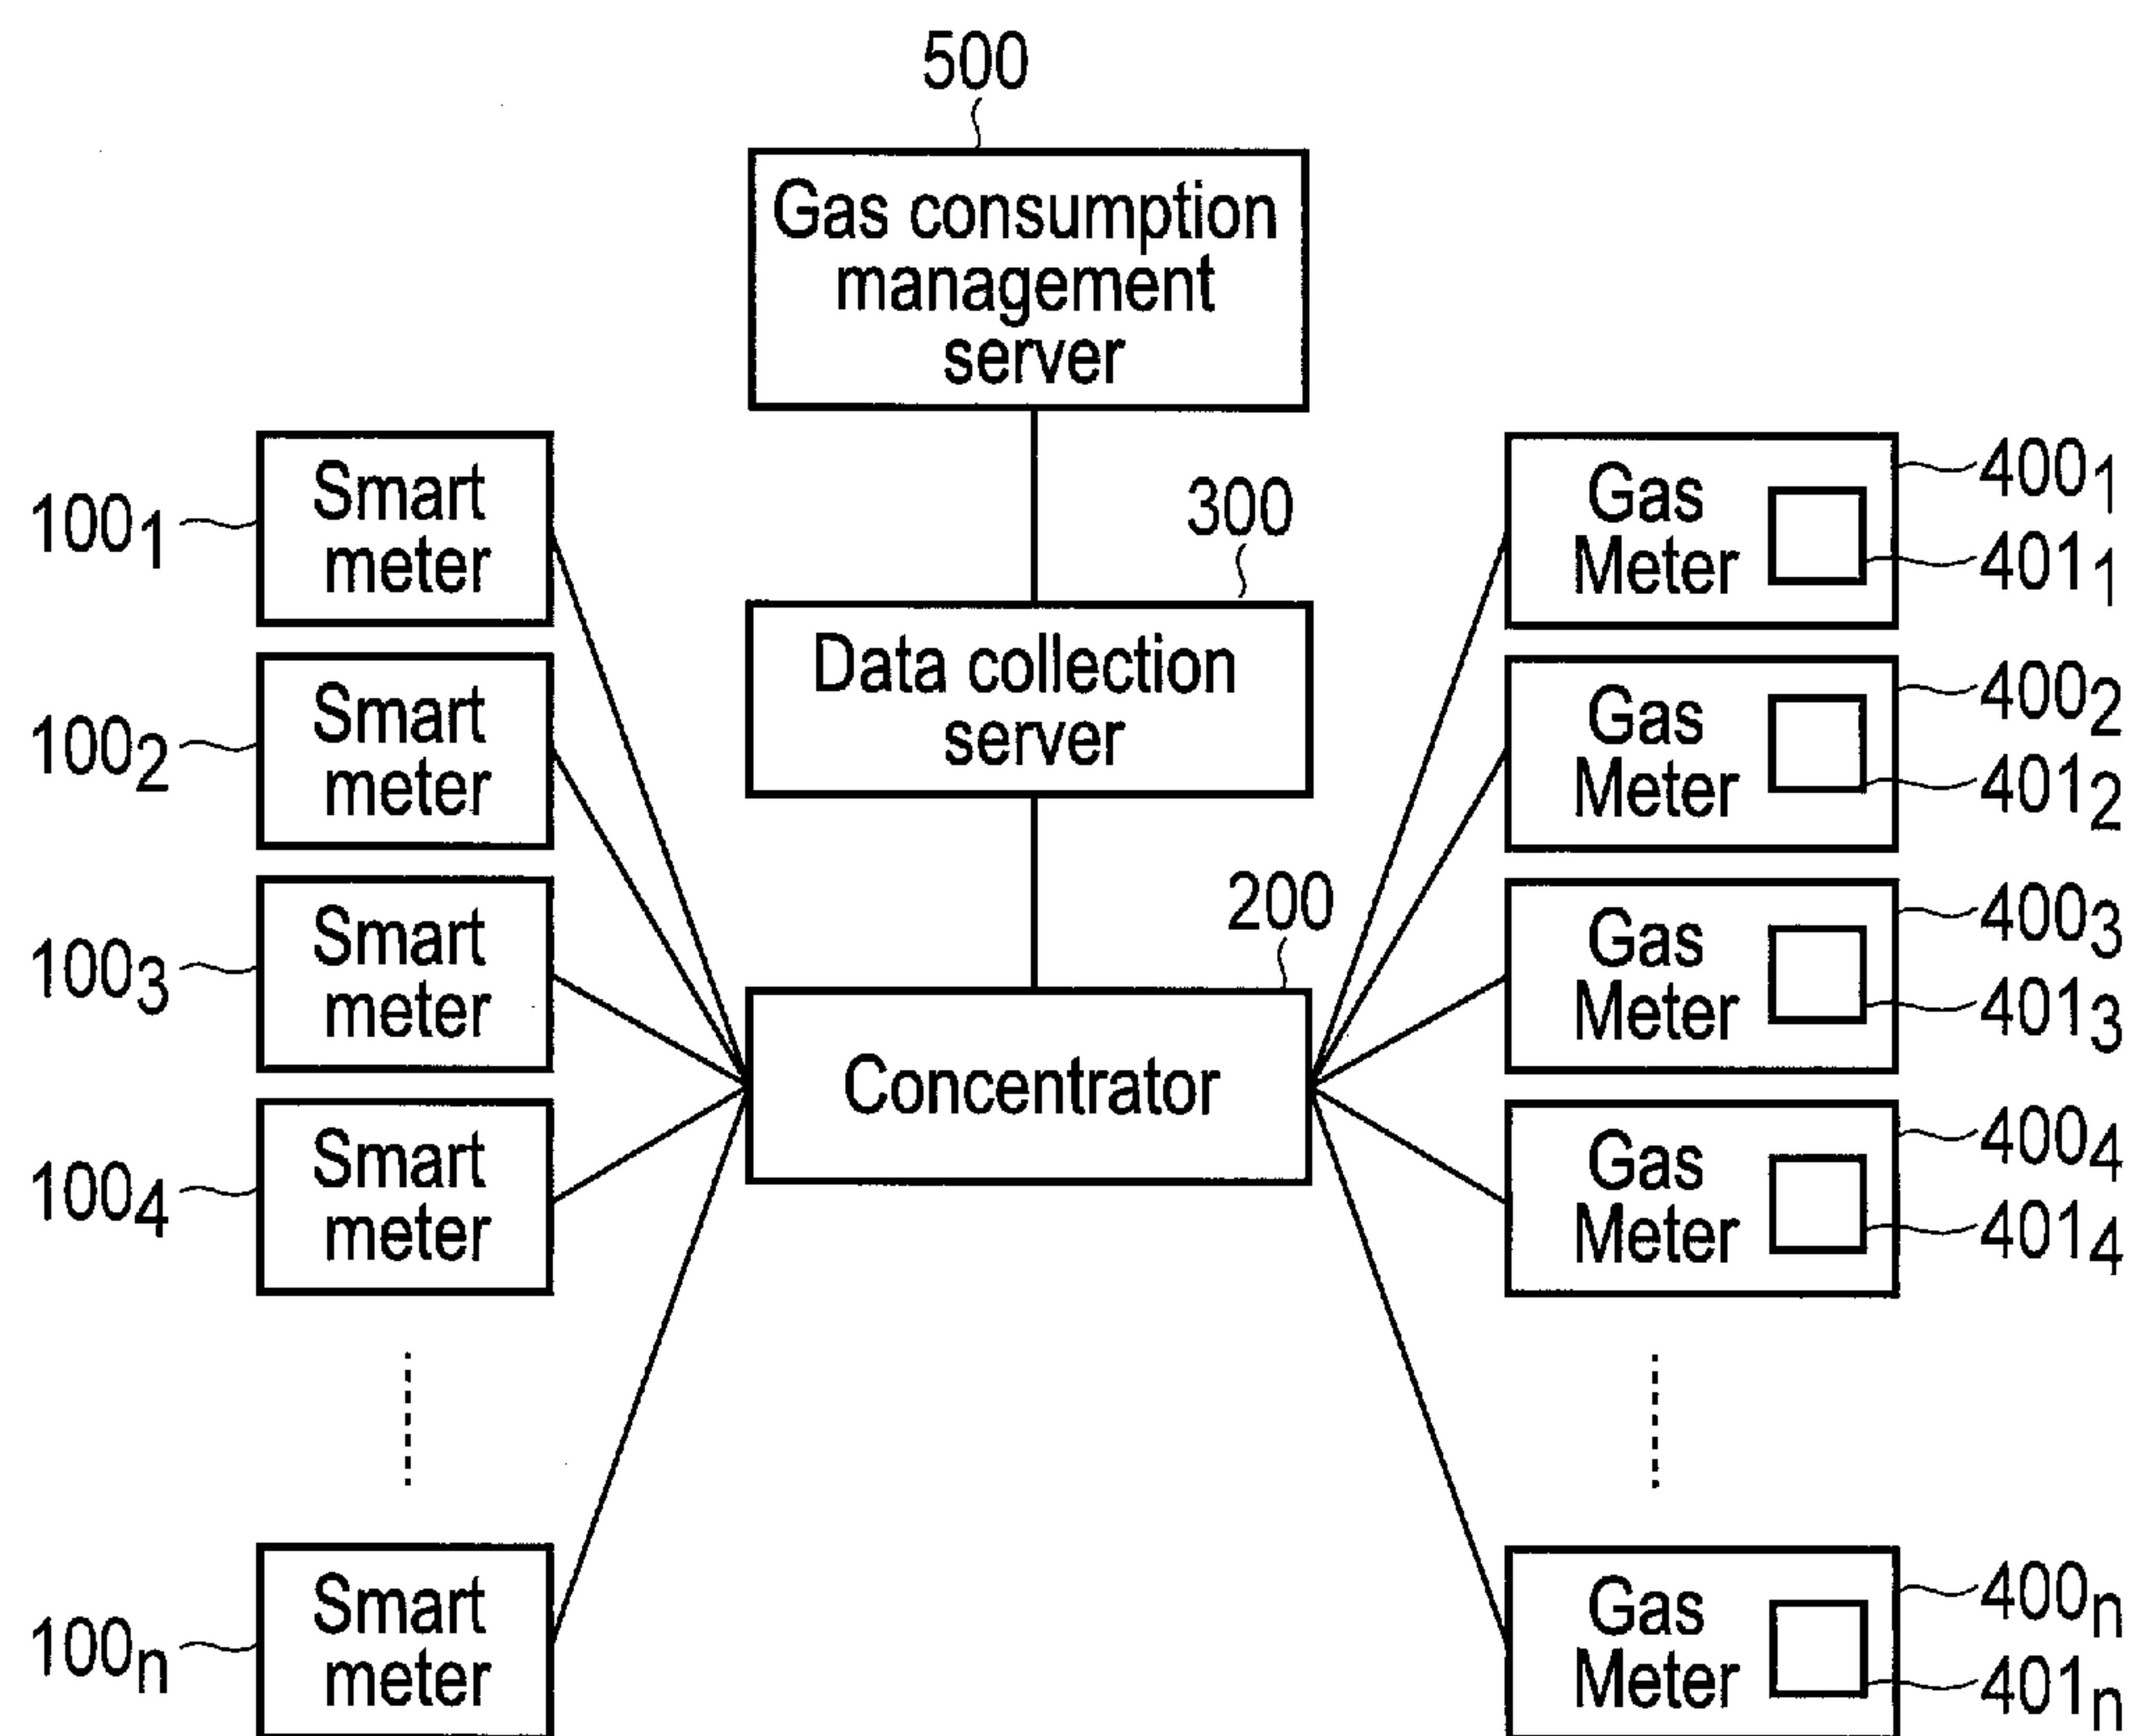 500
Gas consumption
management
server
300
Data collection
server
200
Concentrator
100₁
Smart
meter
100₂
Smart
meter
100₃
Smart
meter
100₄
Smart
meter
100ₙ
Smart
meter
Gas
Meter
400₁
401₁
Gas
Meter
400₂
401₂
Gas
Meter
400₃
401₃
Gas
Meter
400₄
401₄
Gas
Meter
400ₙ
401ₙ